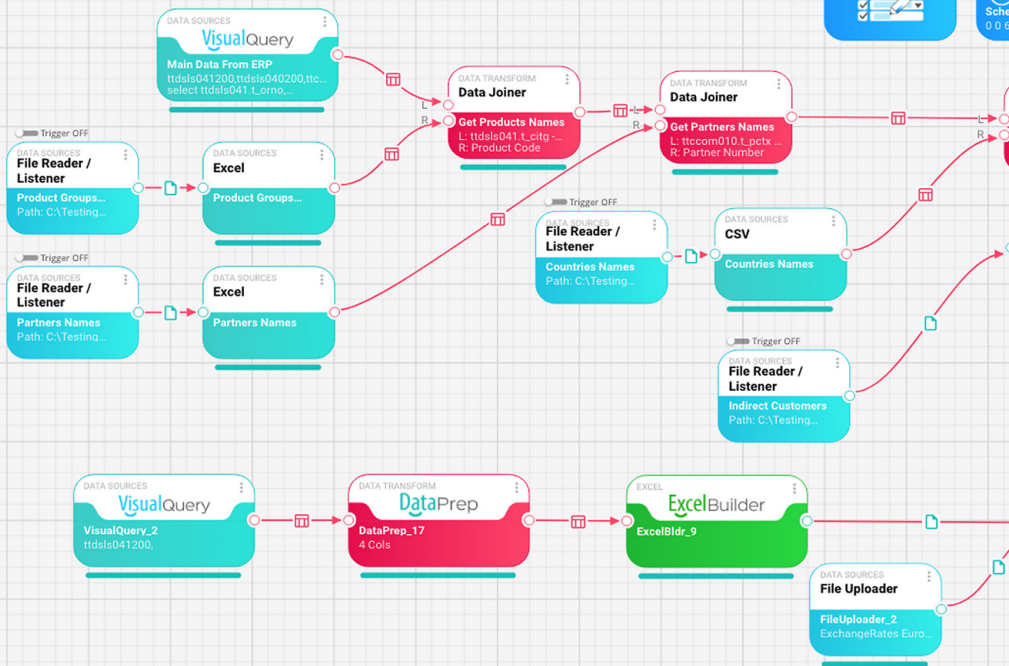 DATA SOURCES
VisualQuery
Main Data From ERP
ttdsls041200,ttdsls040200,ttc...
select ttdsls041.t_orno,...
Sche
0 0 6
DATA TRANSFORM
Data Joiner
L
R
Get Products Names
L: ttdsls041.t_citg -...
R: Product Code
DATA TRANSFORM
Data Joiner
L
R
Get Partners Names
L: ttccom010.t_pctx ...
R: Partner Number
L
R
Trigger OFF
DATA SOURCES
File Reader /
Listener
Product Groups...
Path: C:\Testing...
DATA SOURCES
Excel
Product Groups...
Trigger OFF
DATA SOURCES
File Reader /
Listener
Countries Names
Path: C:\Testing...
DATA SOURCES
CSV
Countries Names
Trigger OFF
DATA SOURCES
File Reader /
Listener
Partners Names
Path: C:\Testing...
DATA SOURCES
Excel
Partners Names
Trigger OFF
DATA SOURCES
File Reader /
Listener
Indirect Customers
Path: C:\Testing...
DATA SOURCES
VisualQuery
VisualQuery_2
ttdsls041200,
DATA TRANSFORM
DataPrep
DataPrep_17
4 Cols
EXCEL
ExcelBuilder
ExcelBldr_9
DATA SOURCES
File Uploader
FileUploader_2
ExchangeRates Euro...